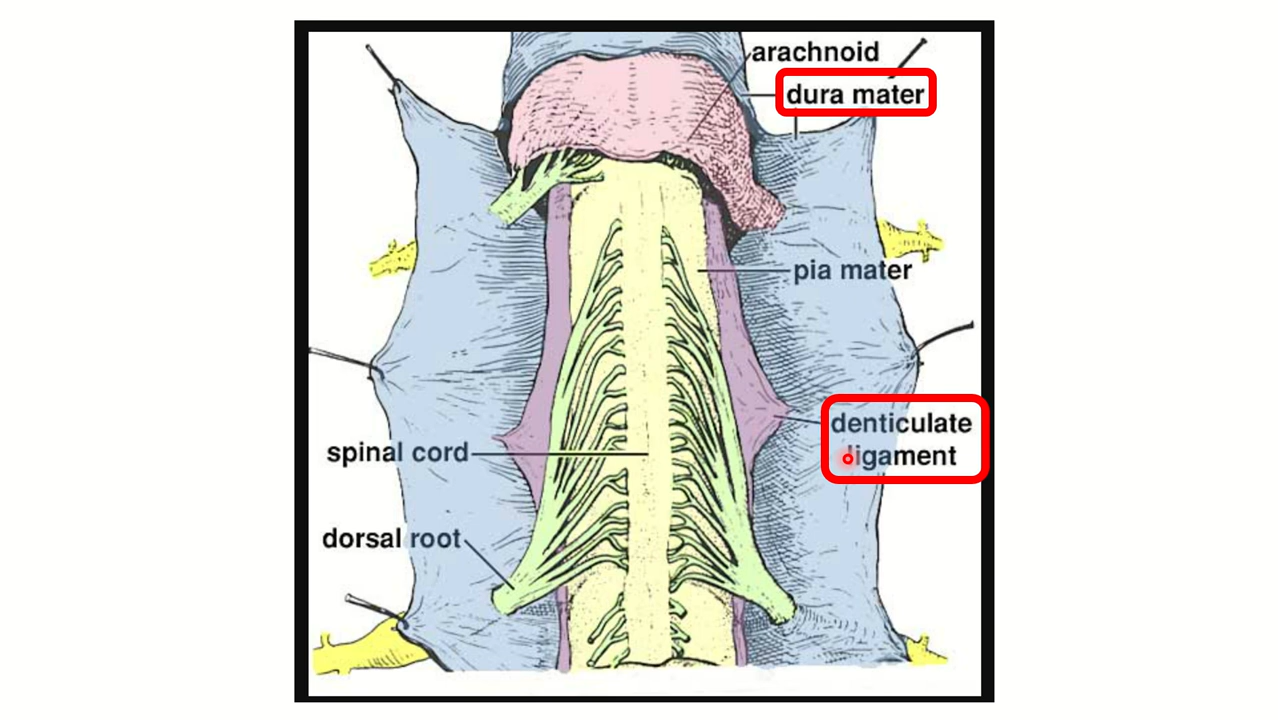 arachnoid
dura mater
pia mater
denticulate
ligament
spinal cord
dorsal root